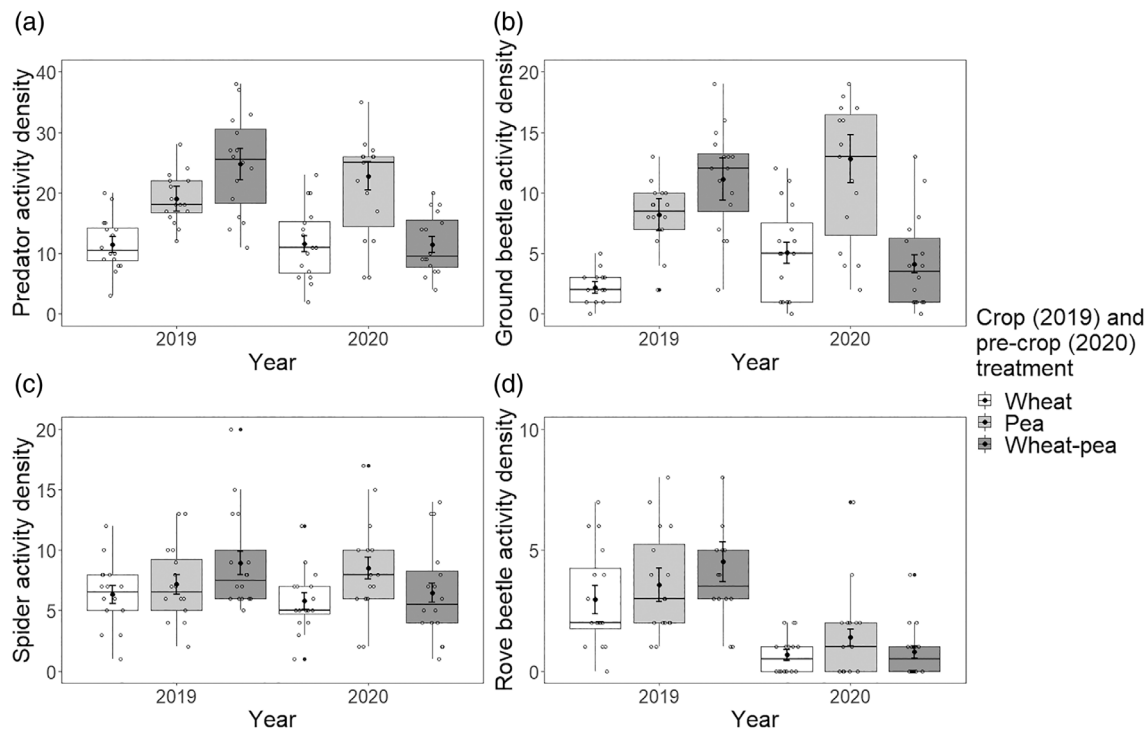 (a)
Predator activity density
40
30
20
10
0
2019
2020
Year
(b)
Ground beetle activity density
20
15
10
5
0
2019
2020
Year
(c)
Spider activity density
20
15
10
5
0
2019
2020
Year
(d)
Rove beetle activity density
10
5
0
2019
2020
Year
Crop (2019) and
pre-crop (2020)
treatment
Wheat
Pea
Wheat-pea